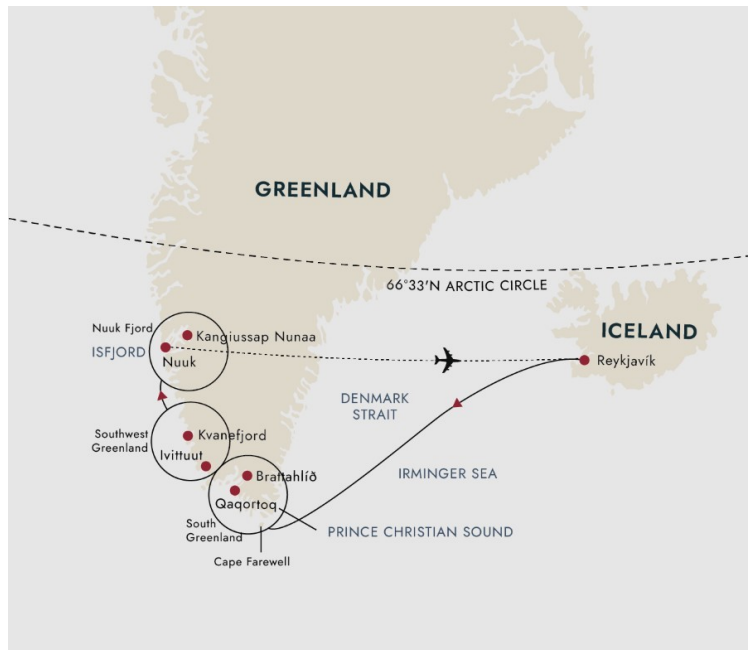 GREENLAND
66°33'N ARCTIC CIRCLE
Nuuk Fjord
Kangiussap Nunaa
ISFJORD
Nuuk
ICELAND
Reykjavík
DENMARK
STRAIT
Southwest
Greenland
Kvanefjord
Ivittuut
IRMINGER SEA
Brattahlíð
Qaqortoq
South
Greenland
PRINCE CHRISTIAN SOUND
Cape Farewell